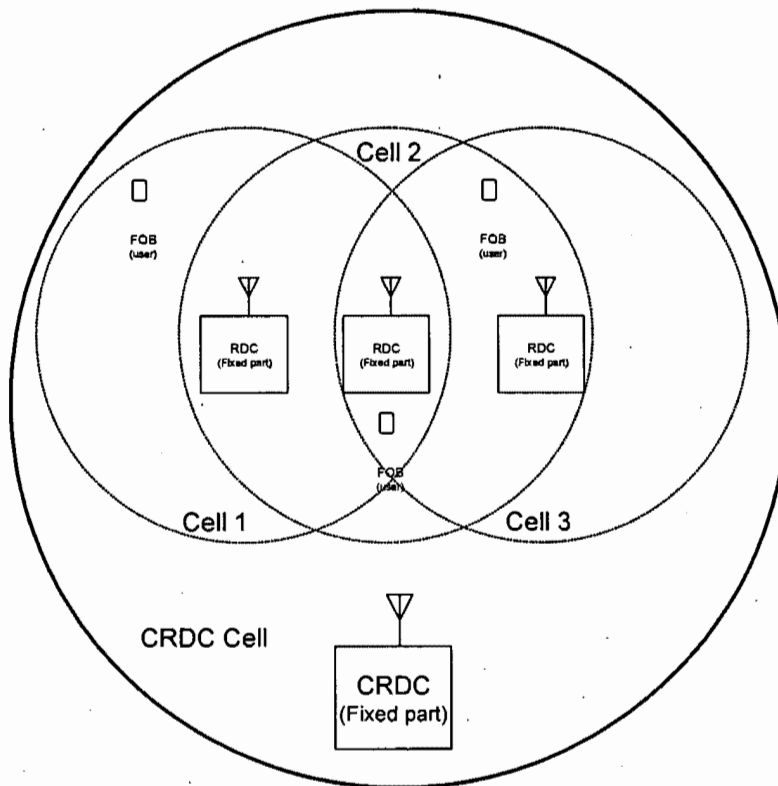 Cell 2
FOB
(user)
FOB
(user)
RDC
(Fixed part)
RDC
(Fixed part)
RDC
(Fixed part)
FOB
(user)
Cell 1
Cell 3
CRDC Cell
CRDC
(Fixed part)